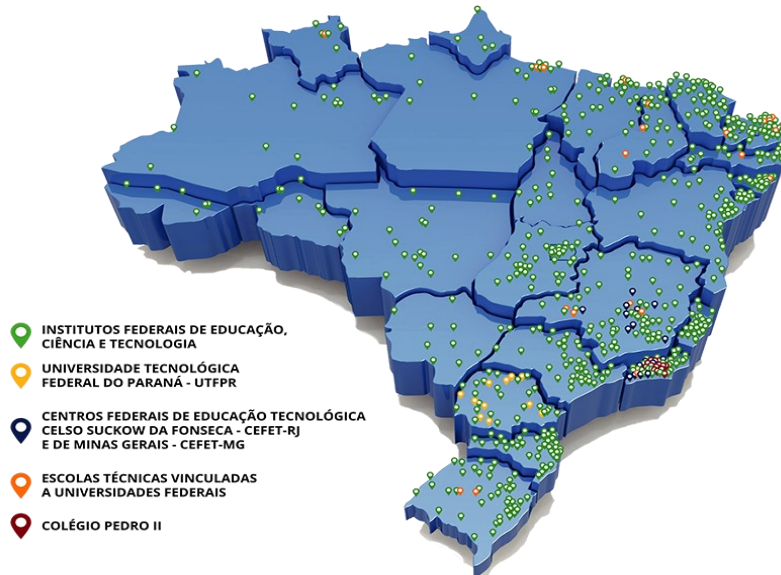 INSTITUTOS FEDERAIS DE EDUCAÇÃO,
CIÊNCIA E TECNOLOGIA
UNIVERSIDADE TECNOLÓGICA
FEDERAL DO PARANÁ - UTFPR
CENTROS FEDERAIS DE EDUCAÇÃO TECNOLÓGICA
CELSO SUCKOW DA FONSECA - CEFET-RJ
E DE MINAS GERAIS - CEFET-MG
ESCOLAS TÉCNICAS VINCULADAS
A UNIVERSIDADES FEDERAIS
COLÉGIO PEDRO II